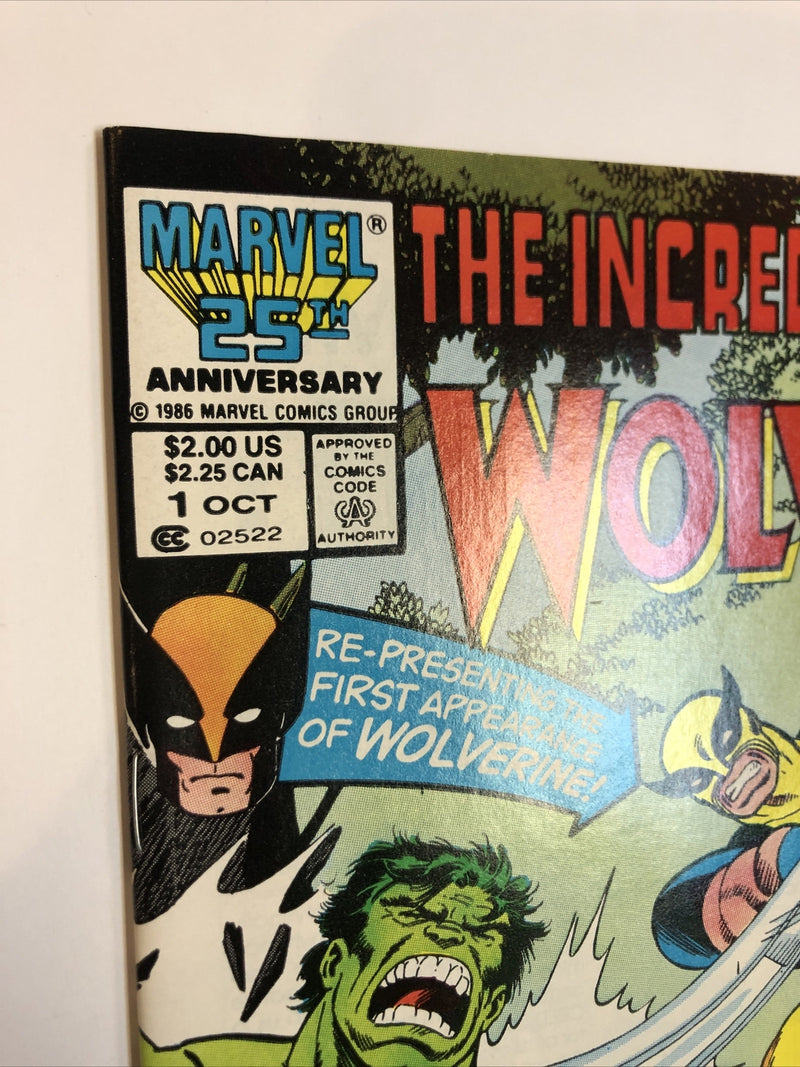 MARVEL®
25TH
ANNIVERSARY
© 1986 MARVEL COMICS GROUP
$2.00 US
$2.25 CAN
1 OCT
CC 02522
APPROVED
BY THE
COMICS
CODE
A
AUTHORITY
THE INCRED
WOL
RE-PRESENTING THE
FIRST APPEARANCE
OF WOLVERINE!